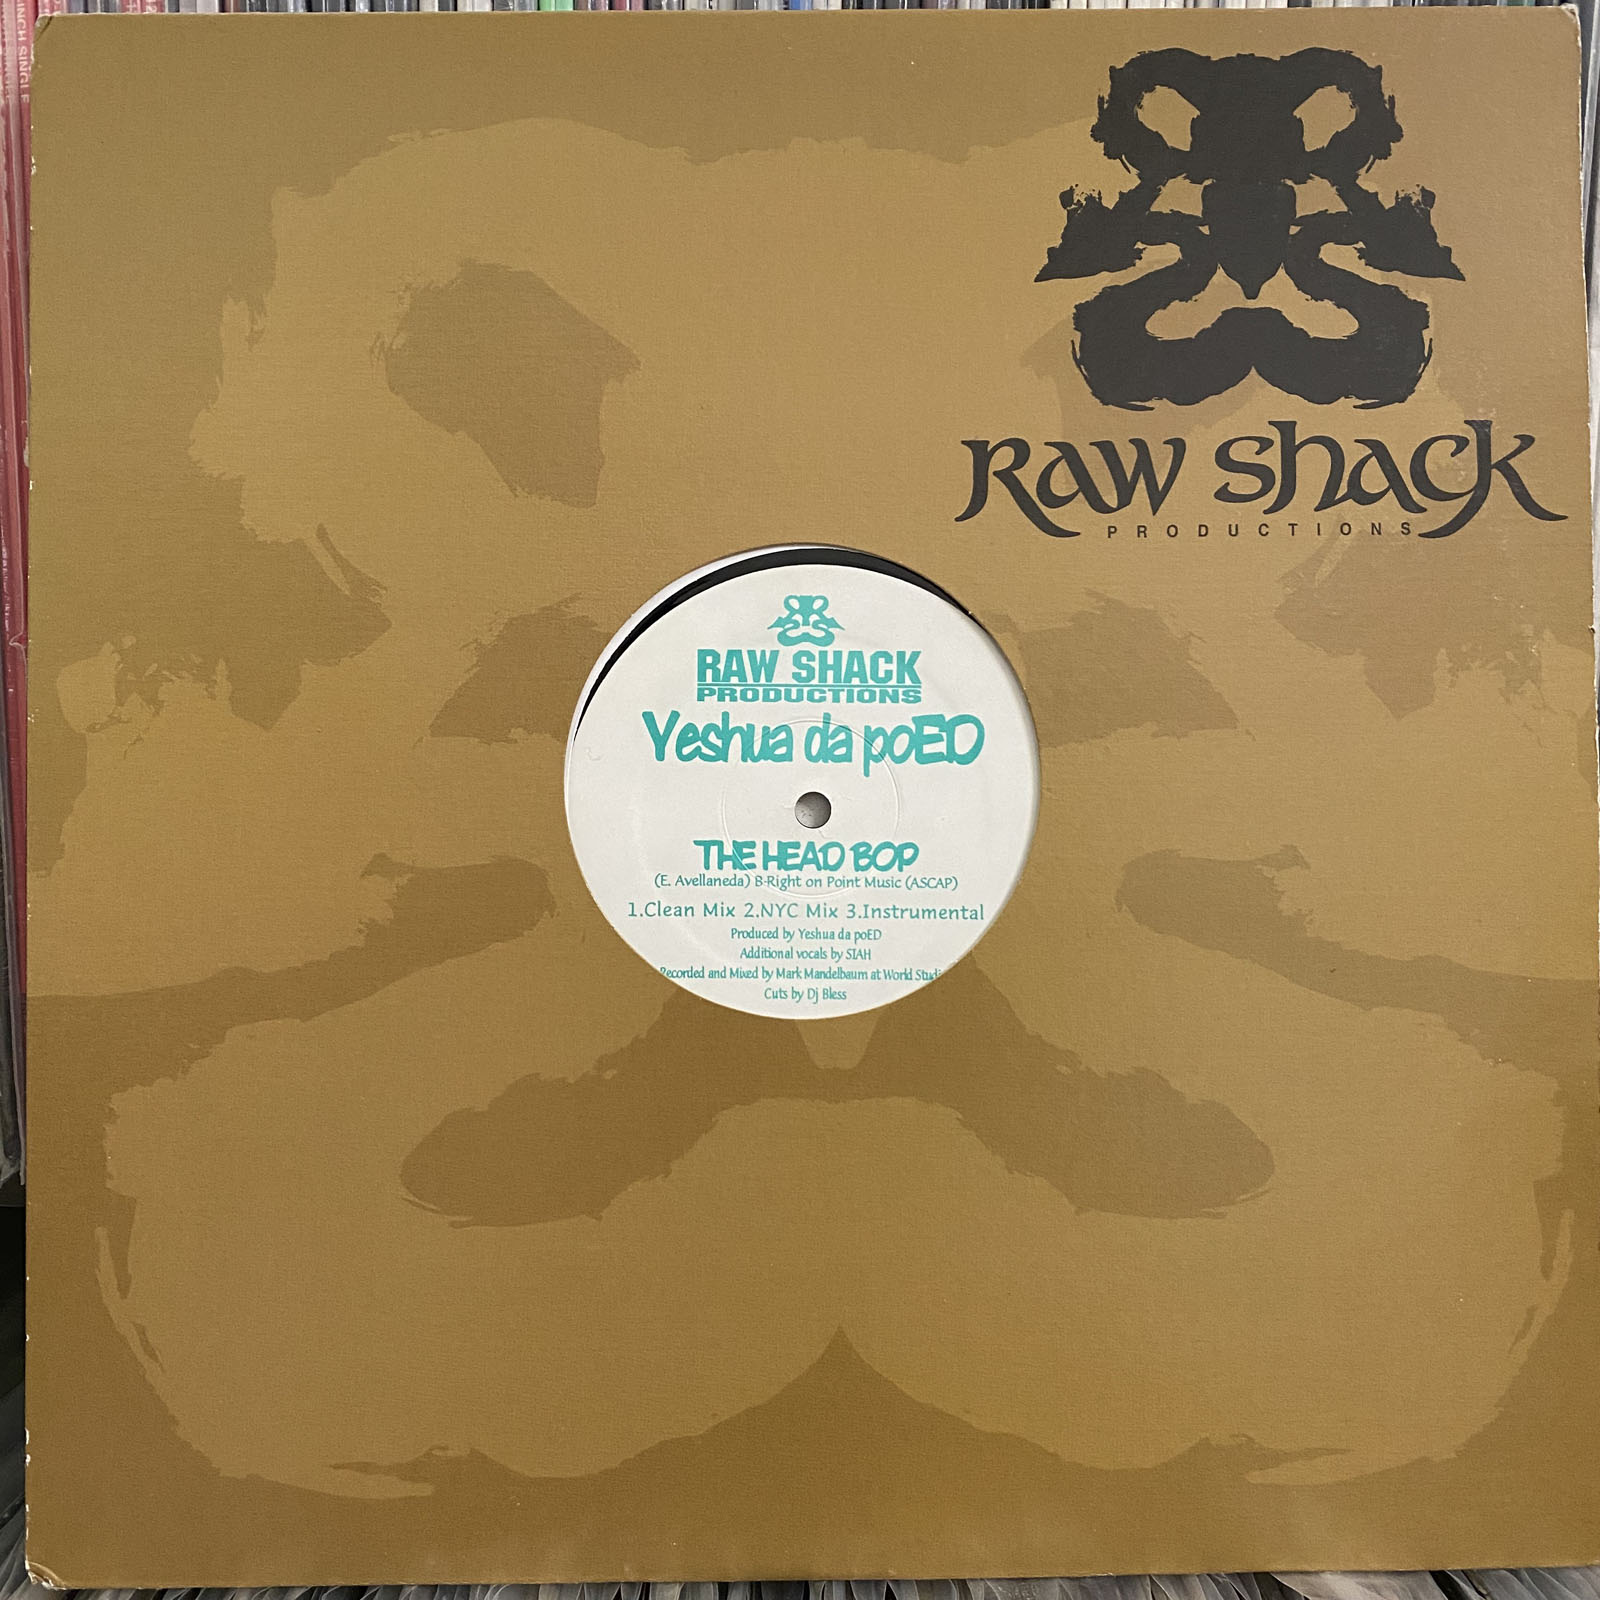 INCH SINGLE
RAW SHACK
PRODUCTIONS
RAW SHACK
PRODUCTIONS
Yeshua da poED
THE HEAD BOP
(E. Avellaneda) B-Right on Point Music (ASCAP)
1.Clean Mix 2.NYC Mix 3.Instrumental
Produced by Yeshua da poED
Additional vocals by SIAH
Recorded and Mixed by Mark Mandelbaum at World
Cuts by Dj Bless